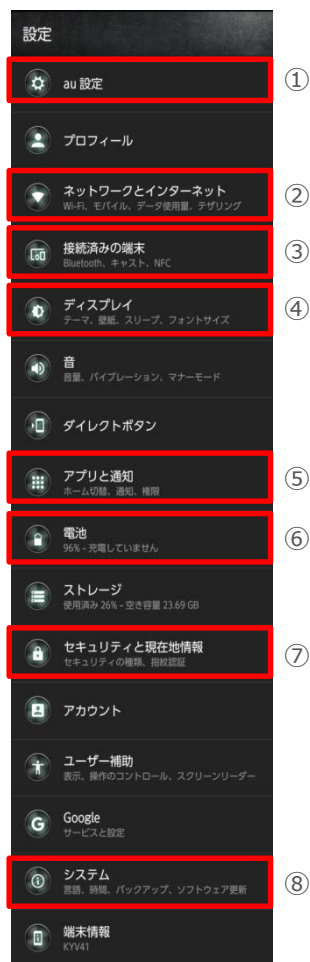 設定
au 設定
①
プロフィール
ネットワークとインターネット
Wi-Fi、モバイル、データ使用量、テザリング
②
接続済みの端末
Bluetooth、キャスト、NFC
③
ディスプレイ
テーマ、壁紙、スリープ、フォントサイズ
④
音
音量、バイブレーション、マナーモード
ダイレクトボタン
アプリと通知
ホーム切替、通知、権限
⑤
電池
96% – 充電していません
⑥
ストレージ
使用済み 26% – 空き容量 23.69 GB
セキュリティと現在地情報
セキュリティの種類、指紋認証
⑦
アカウント
ユーザー補助
表示、操作のコントロール、スクリーンリーダー
Google
サービスと設定
システム
言語、時間、バックアップ、ソフトウェア更新
⑧
端末情報
KYV41